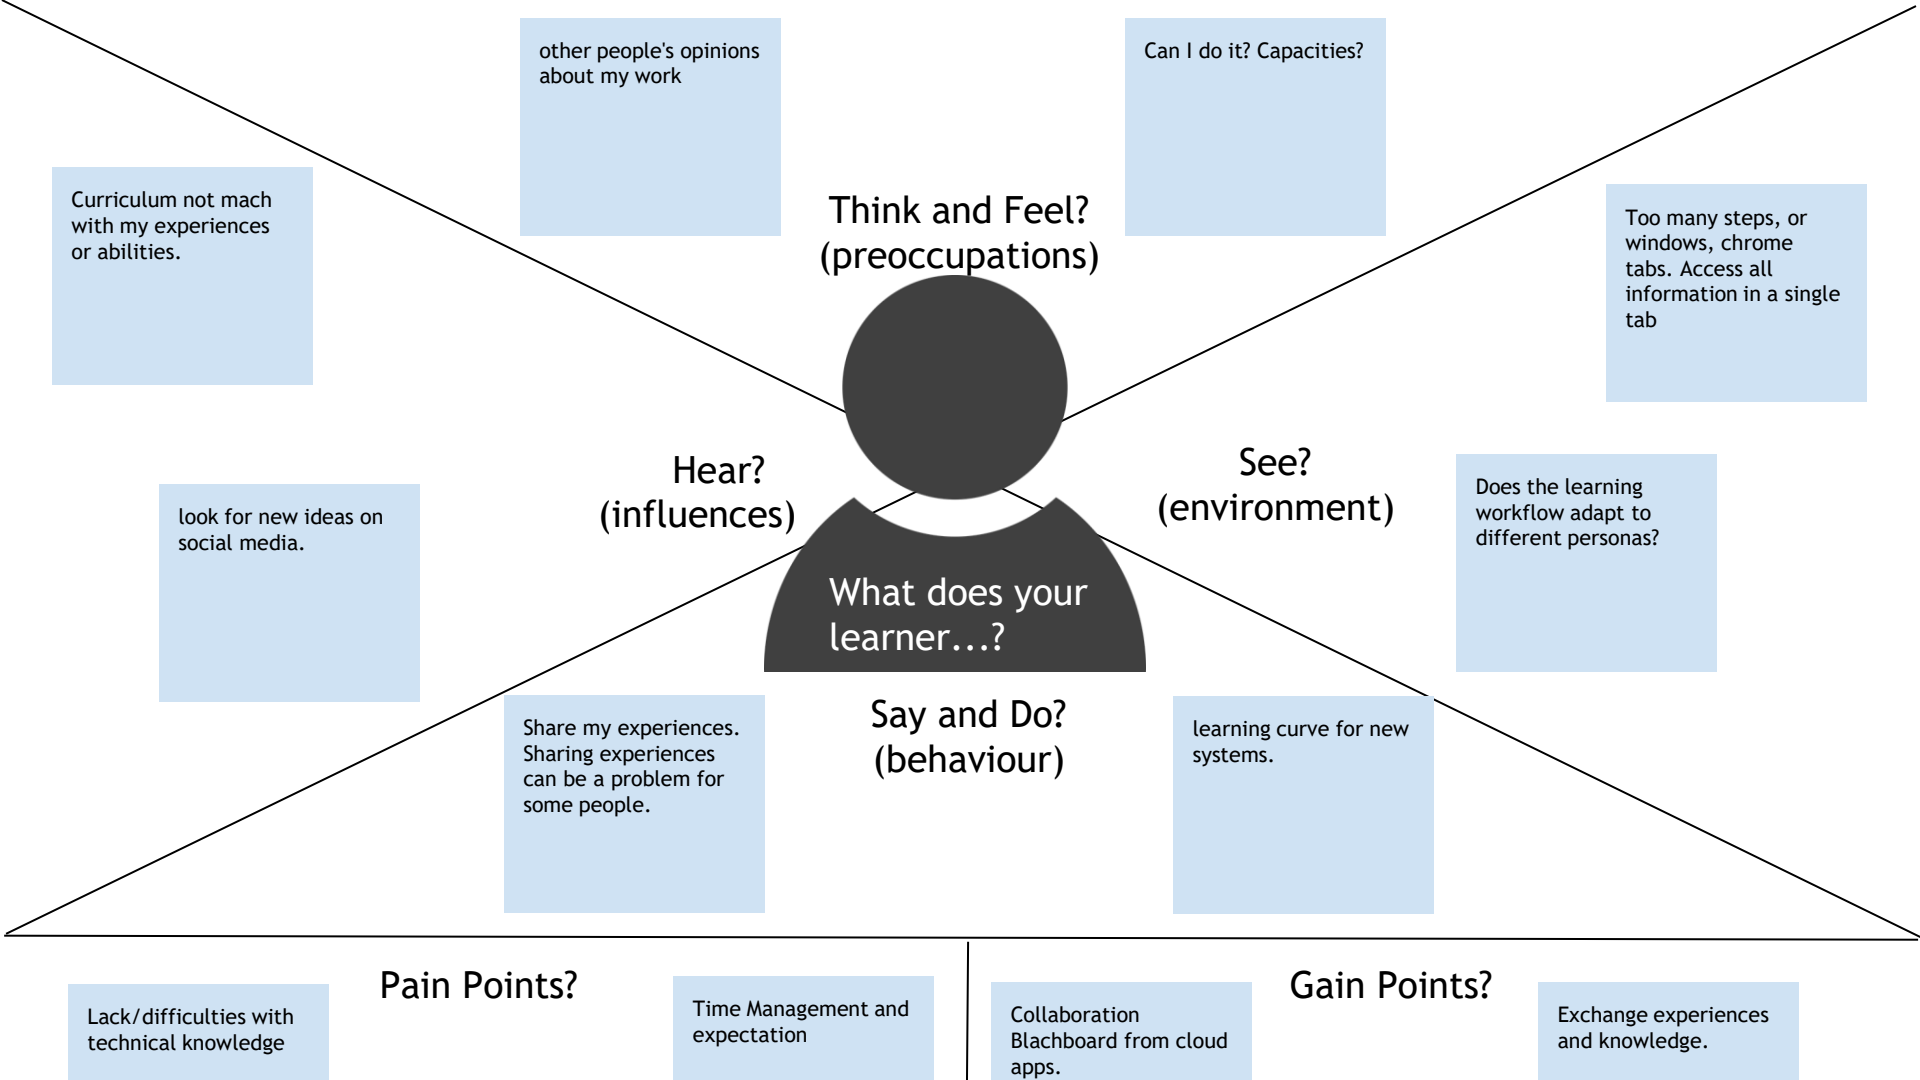 other people's opinions
about my work
Can I do it? Capacities?
Think and Feel?
(preoccupations)
Curriculum not mach
with my experiences
or abilities.
Too many steps, or
windows, chrome
tabs. Access all
information in a single
tab
Hear?
(influences)
See?
(environment)
look for new ideas on
social media.
Does the learning
workflow adapt to
different personas?
What does your
learner...?
Say and Do?
(behaviour)
Share my experiences.
Sharing experiences
can be a problem for
some people.
learning curve for new
systems.
Pain Points?
Lack/difficulties with
technical knowledge
Time Management and
expectation
Gain Points?
Collaboration
Blachboard from cloud
apps.
Exchange experiences
and knowledge.